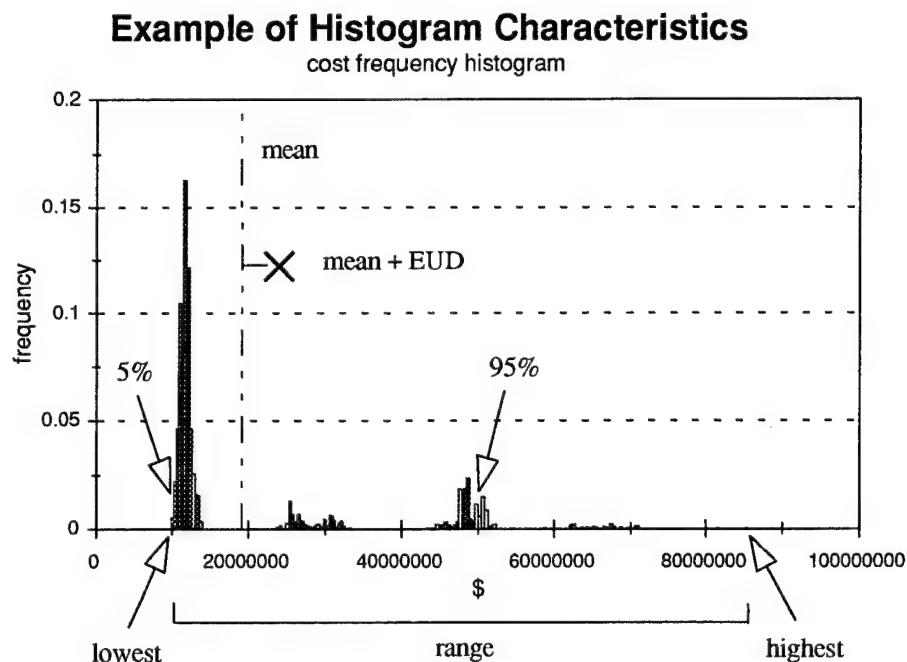 Example of Histogram Characteristics
cost frequency histogram
0.2
mean
0.15
mean + EUD
frequency
0.1
5%
95%
0.05
0
0 20000000 40000000 60000000 80000000 100000000
$
lowest range highest